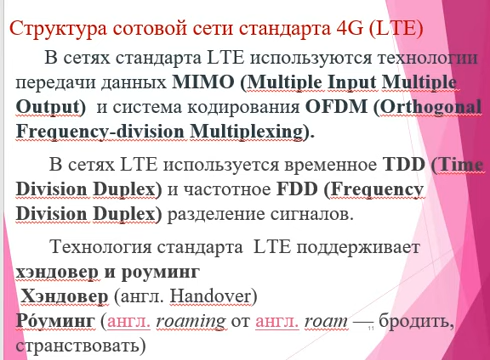 Структура сотовой сети стандарта 4G (LTE)
В сетях стандарта LTE используются технологии
передачи данных MIMO (Multiple Input Multiple
Output) и система кодирования OFDM (Orthogonal
Frequency-division Multiplexing).
В сетях LTE используется временное TDD (Time
Division Duplex) и частотное FDD (Frequency
Division Duplex) разделение сигналов.
Технология стандарта LTE поддерживает
хэндовер и роуминг
Хэндовер (англ. Handover)
Ро́уминг (англ. roaming от англ. roam — бродить,
странствовать)